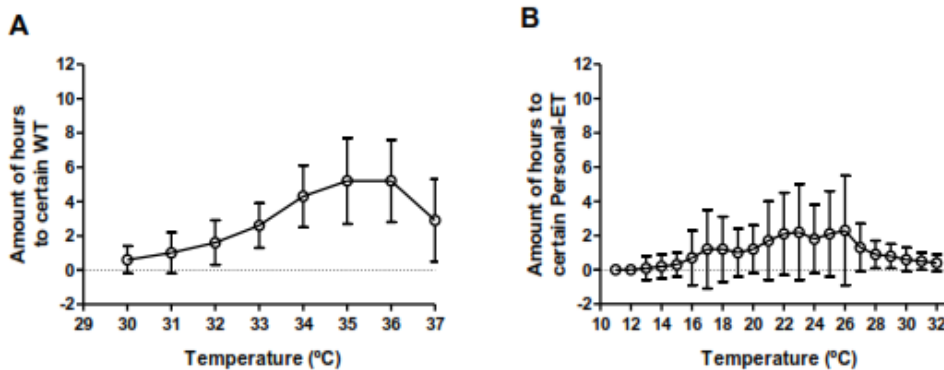 A
Amount of hours
to certain WT
12
10
8
6
4
2
0
-2
29 30 31 32 33 34 35 36 37
Temperature (ºC)
B
Amount of hours to
certain Personal-ET
12
10
8
6
4
2
0
-2
10 12 14 16 18 20 22 24 26 28 30 32
Temperature (ºC)